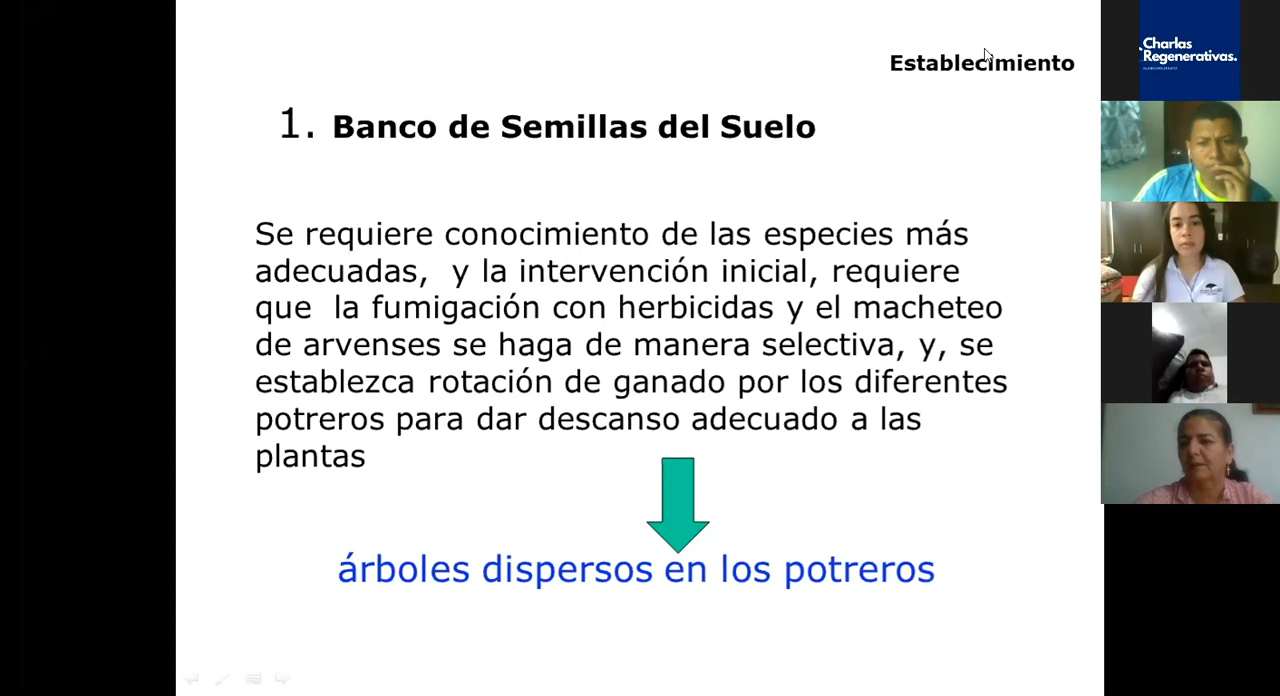 Establecimiento
1. Banco de Semillas del Suelo
Se requiere conocimiento de las especies más
adecuadas, y la intervención inicial, requiere
que la fumigación con herbicidas y el macheteo
de arvenses se haga de manera selectiva, y, se
establezca rotación de ganado por los diferentes
potreros para dar descanso adecuado a las
plantas
árboles dispersos en los potreros
Charlas
Regenerativas.